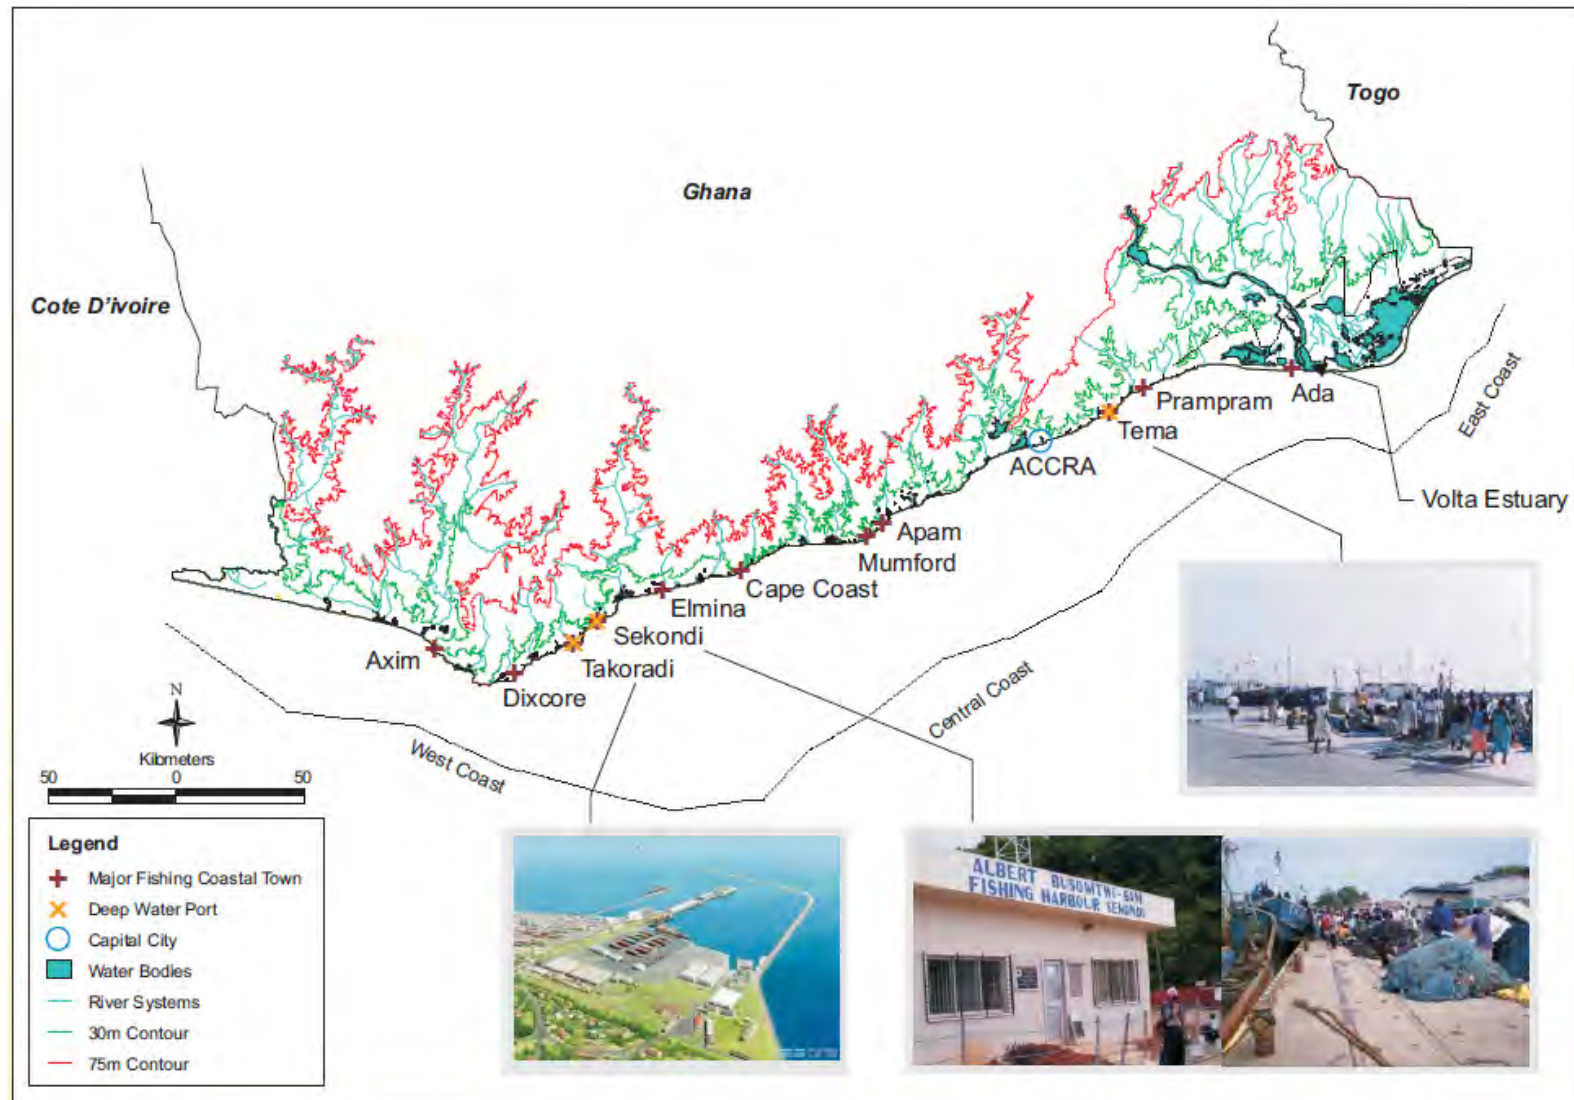 Togo
Ghana
Cote D'ivoire
East Coast
Prampram
Ada
Tema
ACCRA
Volta Estuary
Apam
Mumford
Cape Coast
Elmina
Sekondi
Axim
Takoradi
Dixcore
Central Coast
West Coast
N
Kilometers
50 0 50
Legend
Major Fishing Coastal Town
Deep Water Port
Capital City
Water Bodies
River Systems
30m Contour
75m Contour
ALBERT
FISHING HARBOUR